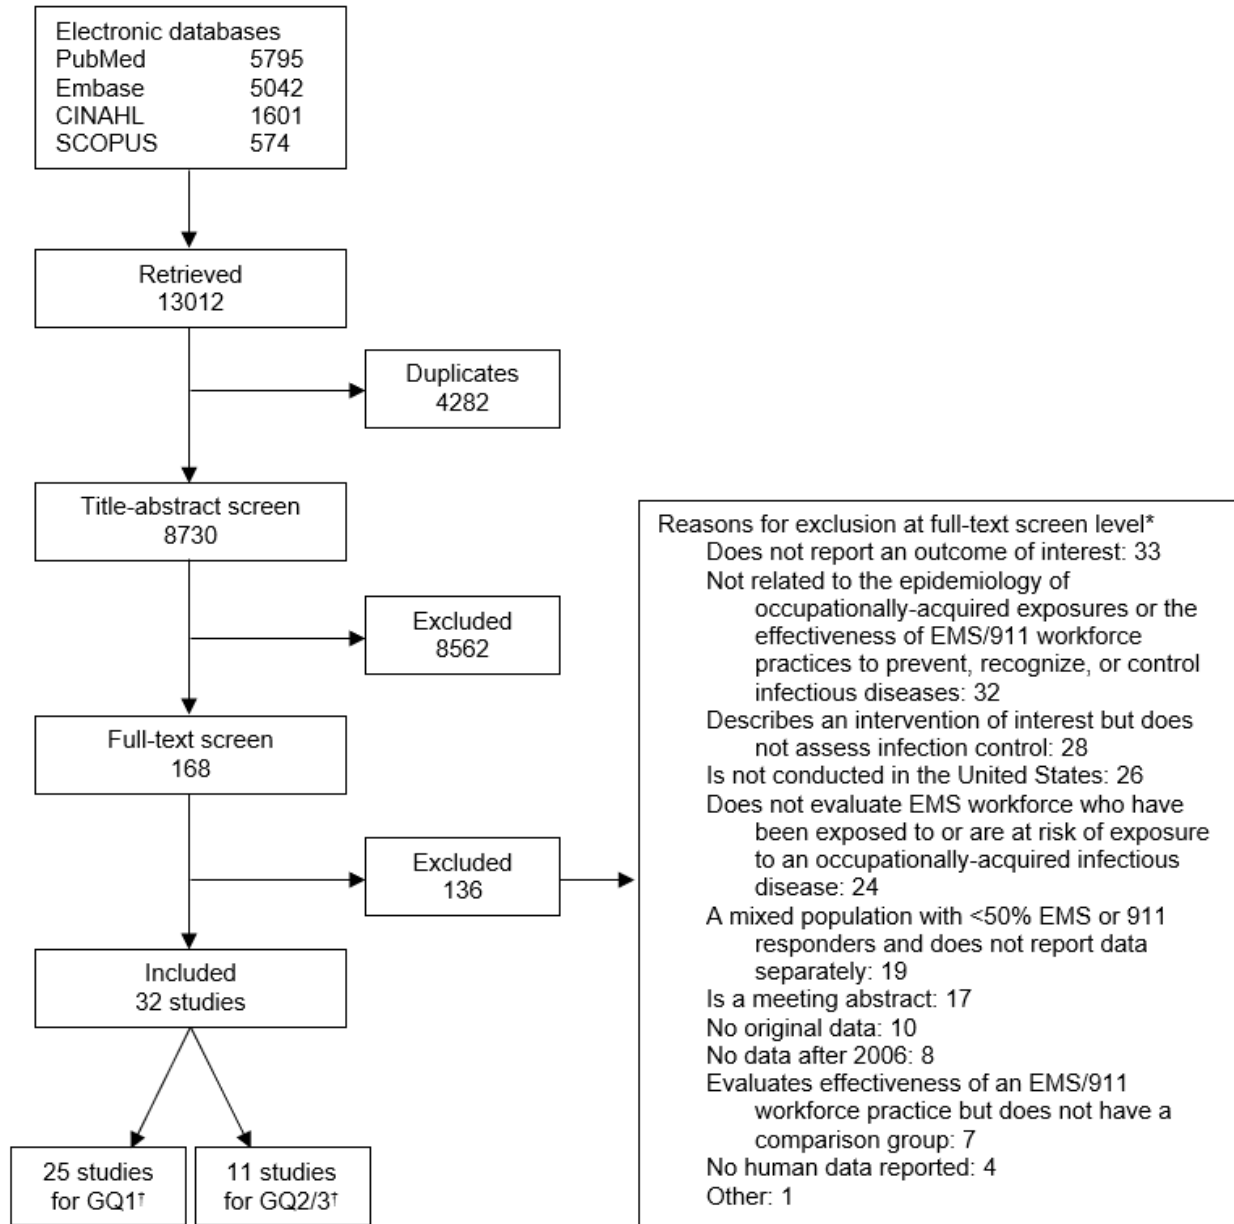 Electronic databases
PubMed 5795
Embase 5042
CINAHL 1601
SCOPUS 574
Retrieved
13012
Duplicates
4282
Title-abstract screen
8730
Excluded
8562
Full-text screen
168
Excluded
136
Included
32 studies
25 studies
for GQ1†
11 studies
for GQ2/3†
Reasons for exclusion at full-text screen level*
Does not report an outcome of interest: 33
Not related to the epidemiology of
occupationally-acquired exposures or the
effectiveness of EMS/911 workforce
practices to prevent, recognize, or control
infectious diseases: 32
Describes an intervention of interest but does
not assess infection control: 28
Is not conducted in the United States: 26
Does not evaluate EMS workforce who have
been exposed to or are at risk of exposure
to an occupationally-acquired infectious
disease: 24
A mixed population with <50% EMS or 911
responders and does not report data
separately: 19
Is a meeting abstract: 17
No original data: 10
No data after 2006: 8
Evaluates effectiveness of an EMS/911
workforce practice but does not have a
comparison group: 7
No human data reported: 4
Other: 1